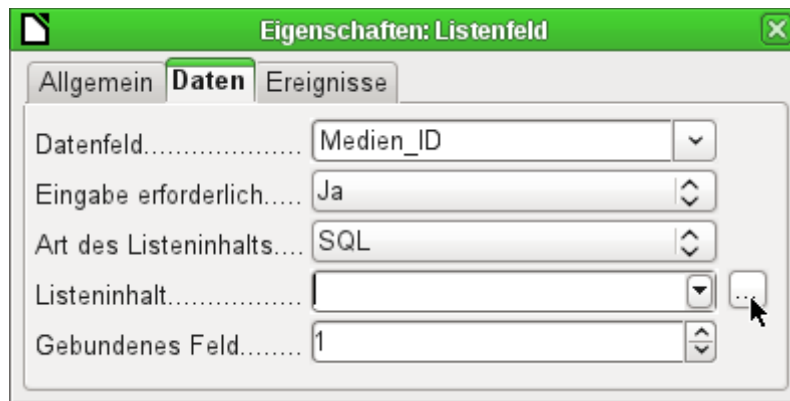 Eigenschaften: Listenfeld
Allgemein Daten Ereignisse
Datenfeld.................... Medien_ID
Eingabe erforderlich..... Ja
Art des Listeninhalts.... SQL
Listeninhalt................. ...
Gebundenes Feld........ 1